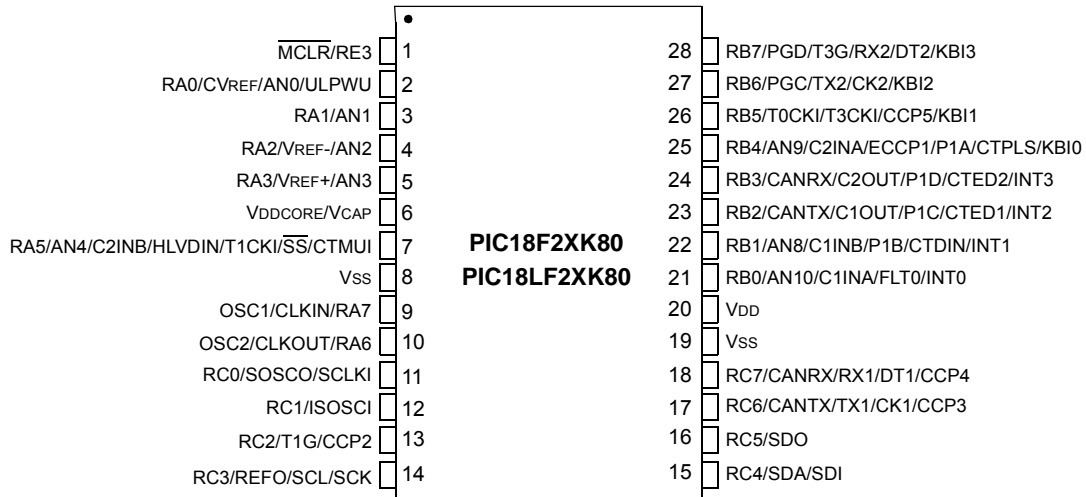 MCLR/RE3 1
RA0/CVREF/AN0/ULPWU 2
RA1/AN1 3
RA2/VREF-/AN2 4
RA3/VREF+/AN3 5
VDDCORE/VCAP 6
RA5/AN4/C2INB/HLVDIN/T1CKI/SS/CTMUI 7
VSS 8
OSC1/CLKIN/RA7 9
OSC2/CLKOUT/RA6 10
RC0/SOSCO/SCLKI 11
RC1/ISOSCI 12
RC2/T1G/CCP2 13
RC3/REFO/SCL/SCK 14
PIC18F2XK80
PIC18LF2XK80
28 RB7/PGD/T3G/RX2/DT2/KBI3
27 RB6/PGC/TX2/CK2/KBI2
26 RB5/T0CKI/T3CKI/CCP5/KBI1
25 RB4/AN9/C2INA/ECCP1/P1A/CTPLS/KBI0
24 RB3/CANRX/C2OUT/P1D/CTED2/INT3
23 RB2/CANTX/C1OUT/P1C/CTED1/INT2
22 RB1/AN8/C1INB/P1B/CTDIN/INT1
21 RB0/AN10/C1INA/FLT0/INT0
20 VDD
19 VSS
18 RC7/CANRX/RX1/DT1/CCP4
17 RC6/CANTX/TX1/CK1/CCP3
16 RC5/SDO
15 RC4/SDA/SDI